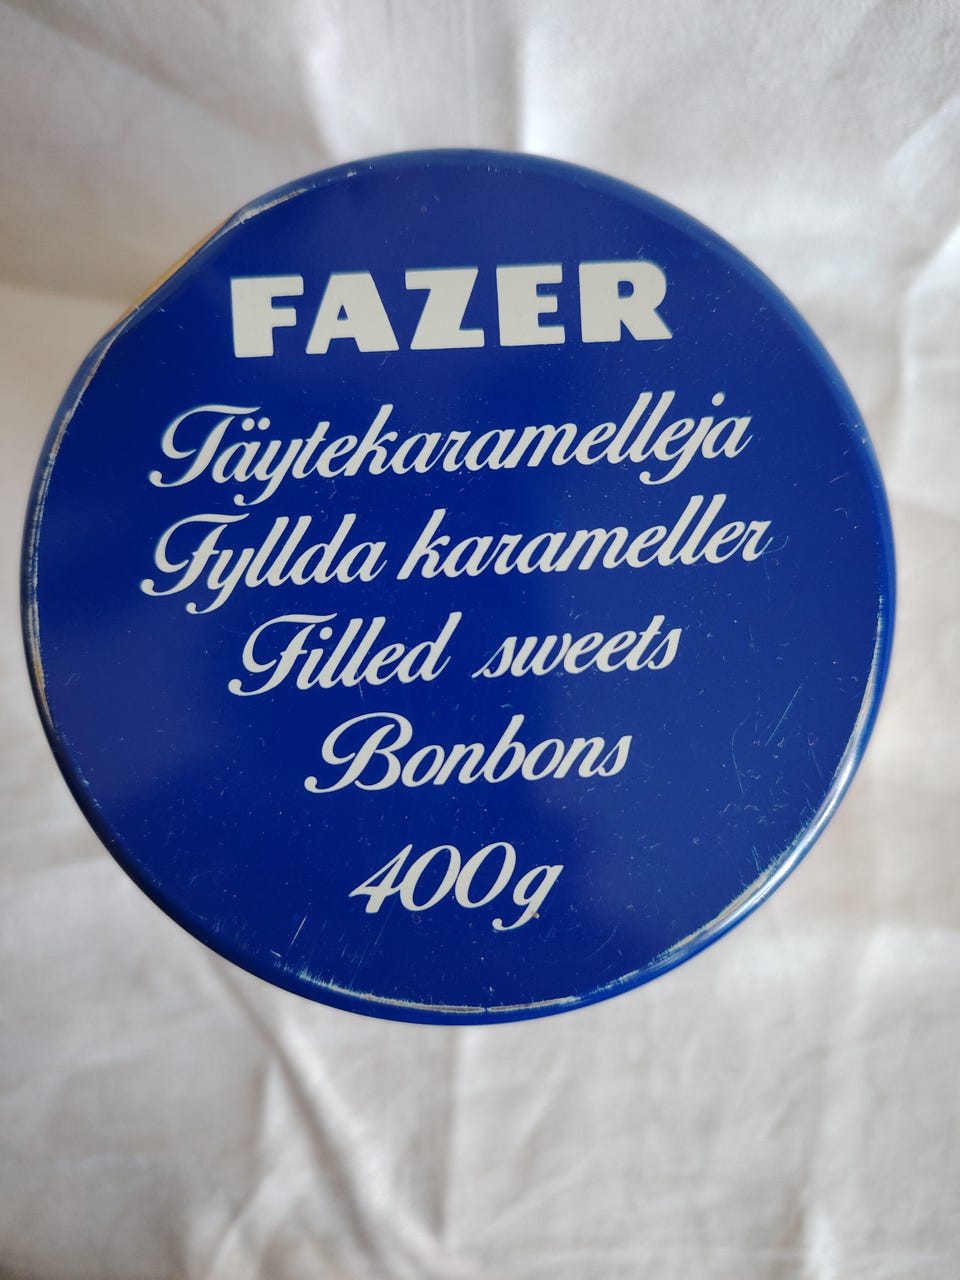 FAZER
Täytekaramelleja
Fyllda karameller
Filled sweets
Bonbons
400g